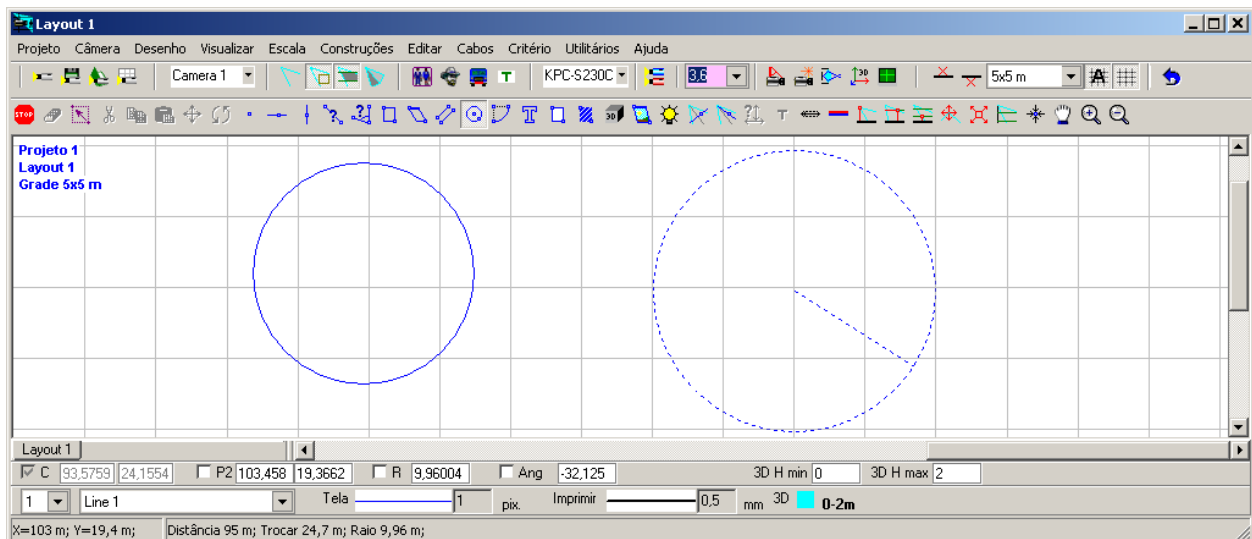 Layout 1
Projeto Câmera Desenho Visualizar Escala Construções Editar Cabos Critério Utilitários Ajuda
Camera 1 T KPC-S230C 3.6 3D 5x5 m
STOP T 3D T
Projeto 1
Layout 1
Grade 5x5 m
Layout 1
C 93,5759 24,1554 P2 103,458 19,3662 R 9,96004 Ang -32,125 3D H min 0 3D H max 2
1 Line 1 Tela 1 pix. Imprimir 0,5 mm 3D 0-2m
X=103 m; Y=19,4 m; Distância 95 m; Trocar 24,7 m; Raio 9,96 m;